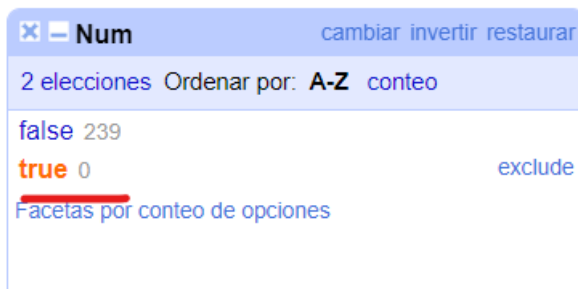 Num cambiar invertir restaurar
2 elecciones Ordenar por: A-Z conteo
false 239
true 0 exclude
Facetas por conteo de opciones